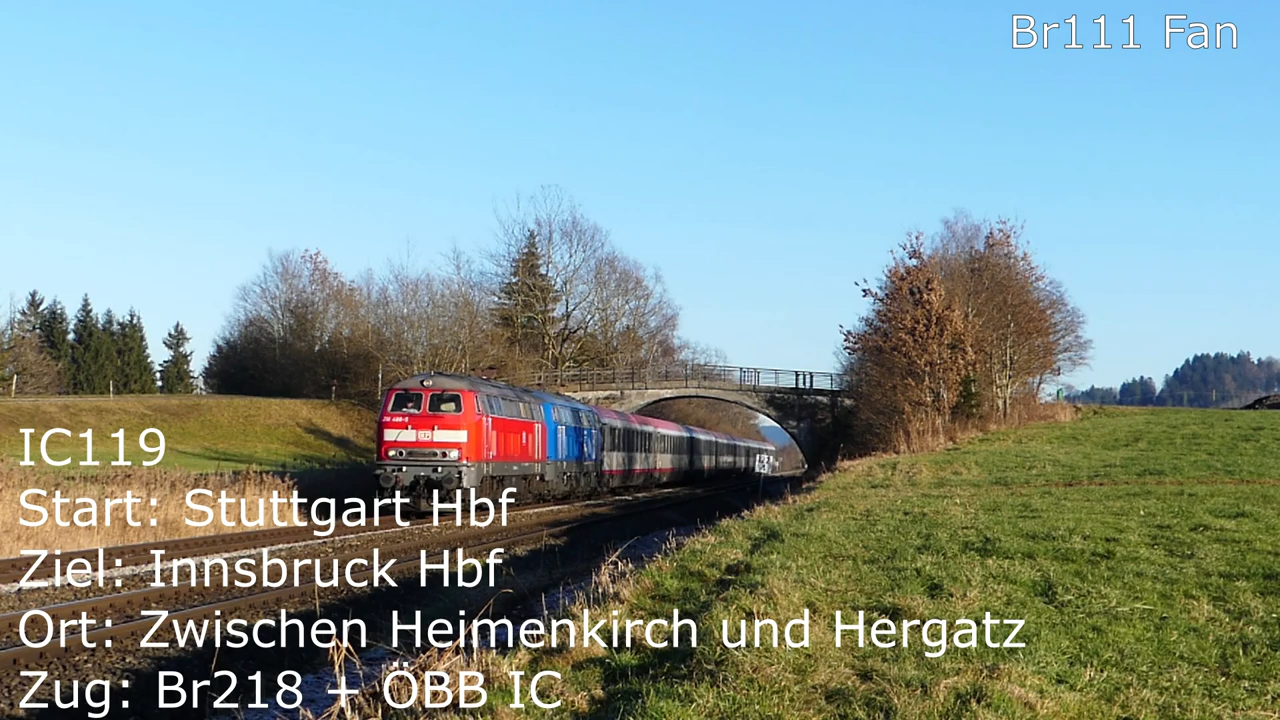 Br111 Fan
IC119
Start: Stuttgart Hbf
Ziel: Innsbruck Hbf
Ort: Zwischen Heimenkirch und Hergatz
Zug: Br218 + ÖBB IC